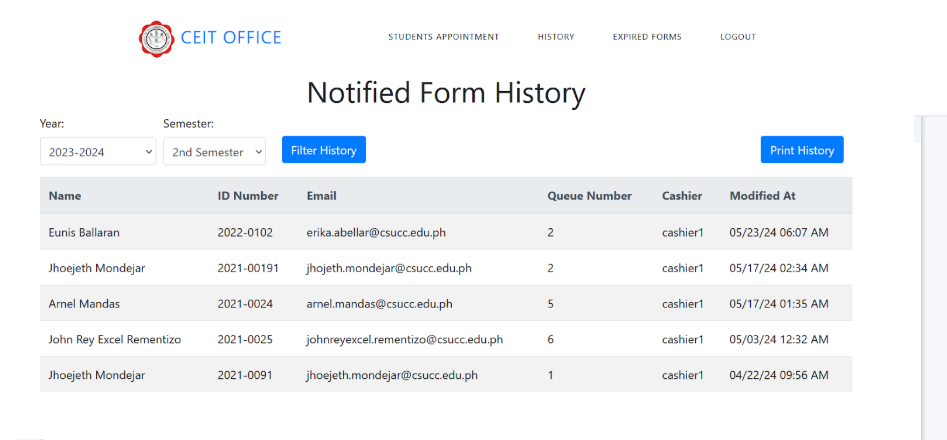 CEIT OFFICE STUDENTS APPOINTMENT HISTORY EXPIRED FORMS LOGOUT
Notified Form History
Year: Semester:
2023-2024 2nd Semester Filter History Print History
Name ID Number Email Queue Number Cashier Modified At
Eunis Ballaran 2022-0102 erika.abellar@csucc.edu.ph 2 cashier1 05/23/24 06:07 AM
Jhoejeth Mondejar 2021-00191 jhojeth.mondejar@csucc.edu.ph 2 cashier1 05/17/24 02:34 AM
Arnel Mandas 2021-0024 arnel.mandas@csucc.edu.ph 5 cashier1 05/17/24 01:35 AM
John Rey Excel Rementizo 2021-0025 johnreyexcel.rementizo@csucc.edu.ph 6 cashier1 05/03/24 12:32 AM
Jhoejeth Mondejar 2021-0091 jhoejeth.mondejar@csucc.edu.ph 1 cashier1 04/22/24 09:56 AM